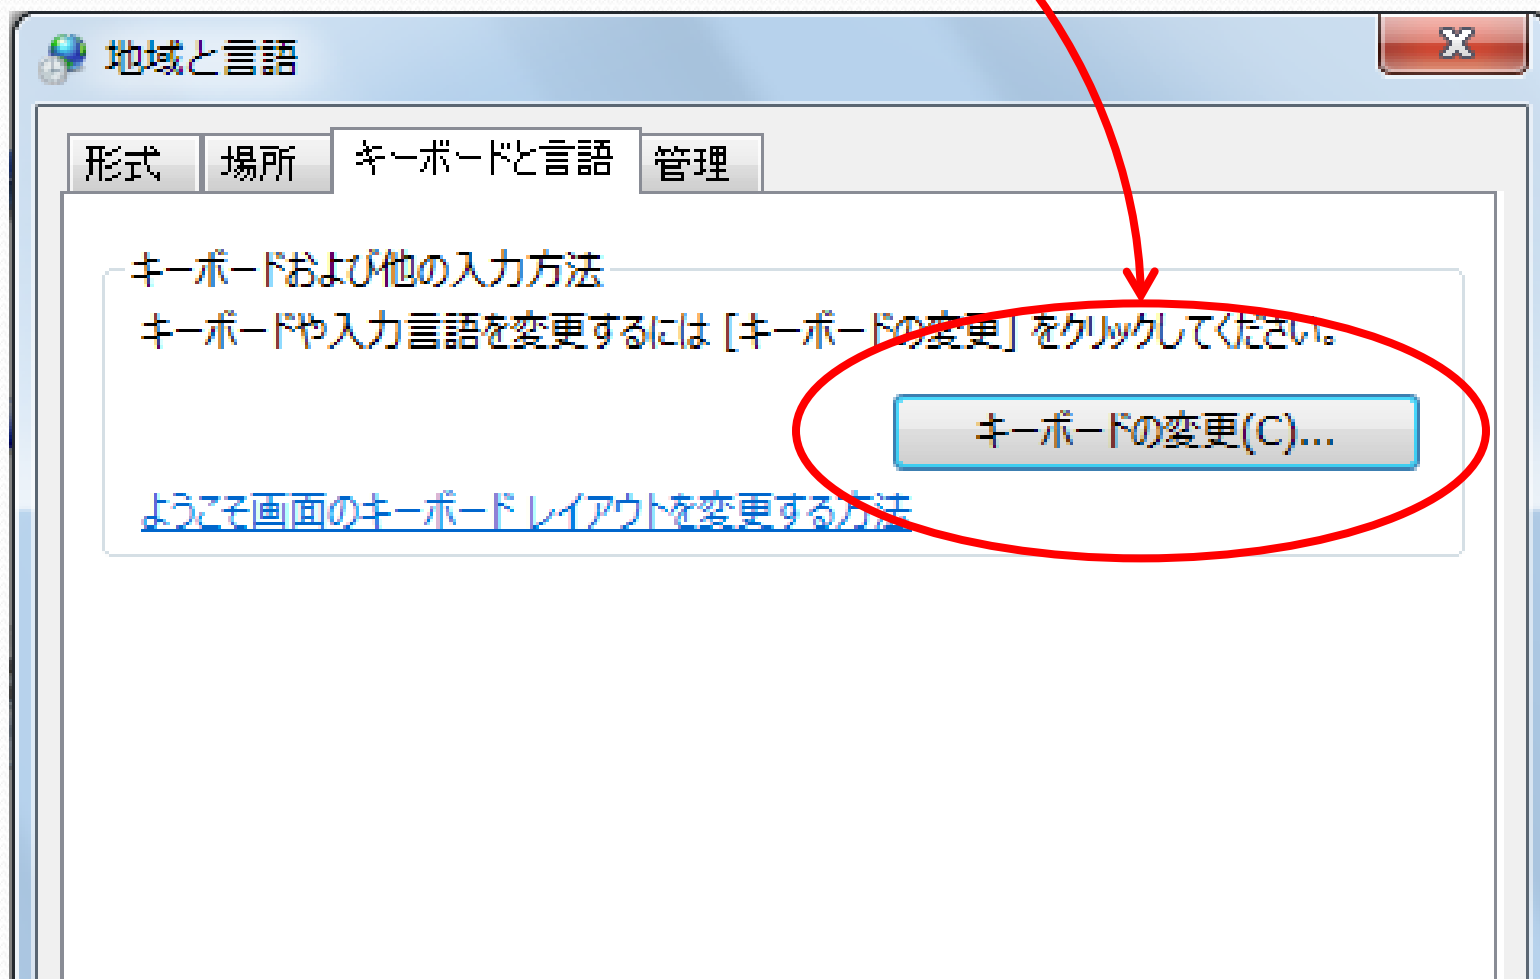 地域と言語
形式 場所 キーボードと言語 管理
キーボードおよび他の入力方法
キーボードや入力言語を変更するには [キーボードの変更] をクリックしてください。
キーボードの変更(C)...
ようこそ画面のキーボード レイアウトを変更する方法